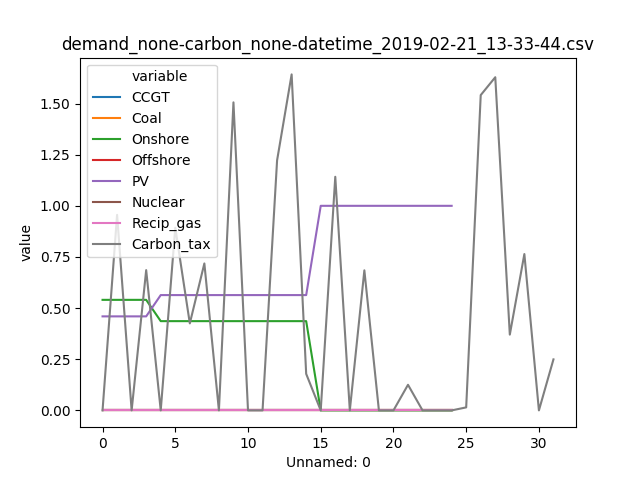 demand_none-carbon_none-datetime_2019-02-21_13-33-44.csv
variable
CCGT
Coal
Onshore
Offshore
PV
Nuclear
Recip_gas
Carbon_tax
value
1.50
1.25
1.00
0.75
0.50
0.25
0.00
0 5 10 15 20 25 30
Unnamed: 0